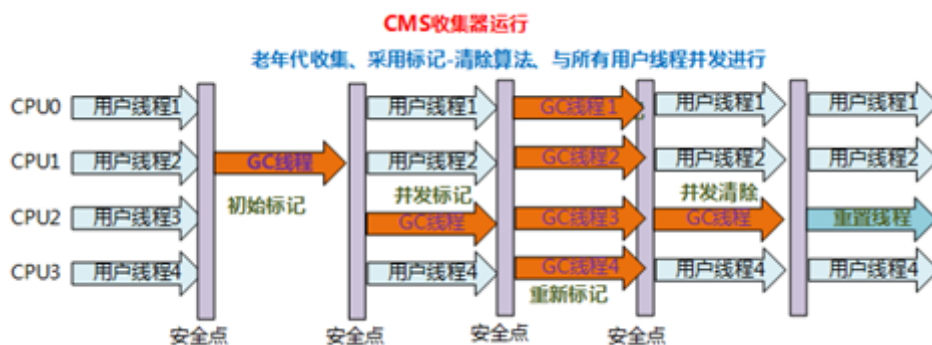 CMS收集器运行
老年代收集、采用标记-清除算法、与所有用户线程并发进行
CPU0 用户线程1 用户线程1 GC线程1 用户线程1 用户线程1
CPU1 用户线程2 GC线程 用户线程2 GC线程2 用户线程2 用户线程2
初始标记 并发标记 并发清除
CPU2 用户线程3 GC线程 GC线程3 GC线程 重置线程
CPU3 用户线程4 用户线程4 GC线程4 用户线程4 用户线程4
重新标记
安全点 安全点 安全点 安全点